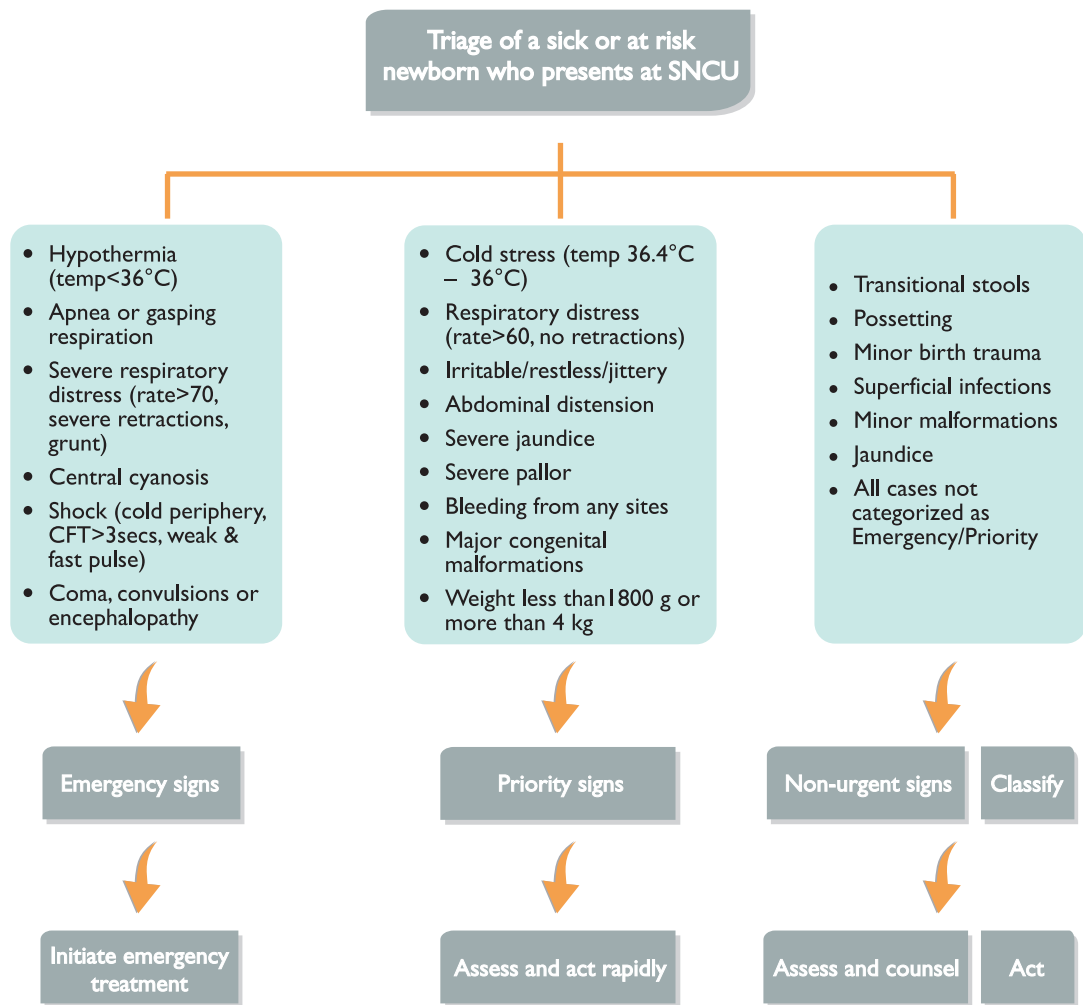 Triage of a sick or at risk
newborn who presents at SNCU
• Hypothermia
(temp<36°C)
• Apnea or gasping
respiration
• Severe respiratory
distress (rate>70,
severe retractions,
grunt)
• Central cyanosis
• Shock (cold periphery,
CFT>3secs, weak &
fast pulse)
• Coma, convulsions or
encephalopathy
• Cold stress (temp 36.4°C
– 36°C)
• Respiratory distress
(rate>60, no retractions)
• Irritable/restless/jittery
• Abdominal distension
• Severe jaundice
• Severe pallor
• Bleeding from any sites
• Major congenital
malformations
• Weight less than1800 g or
more than 4 kg
• Transitional stools
• Possetting
• Minor birth trauma
• Superficial infections
• Minor malformations
• Jaundice
• All cases not
categorized as
Emergency/Priority
Emergency signs
Priority signs
Non-urgent signs
Classify
Initiate emergency
treatment
Assess and act rapidly
Assess and counsel
Act